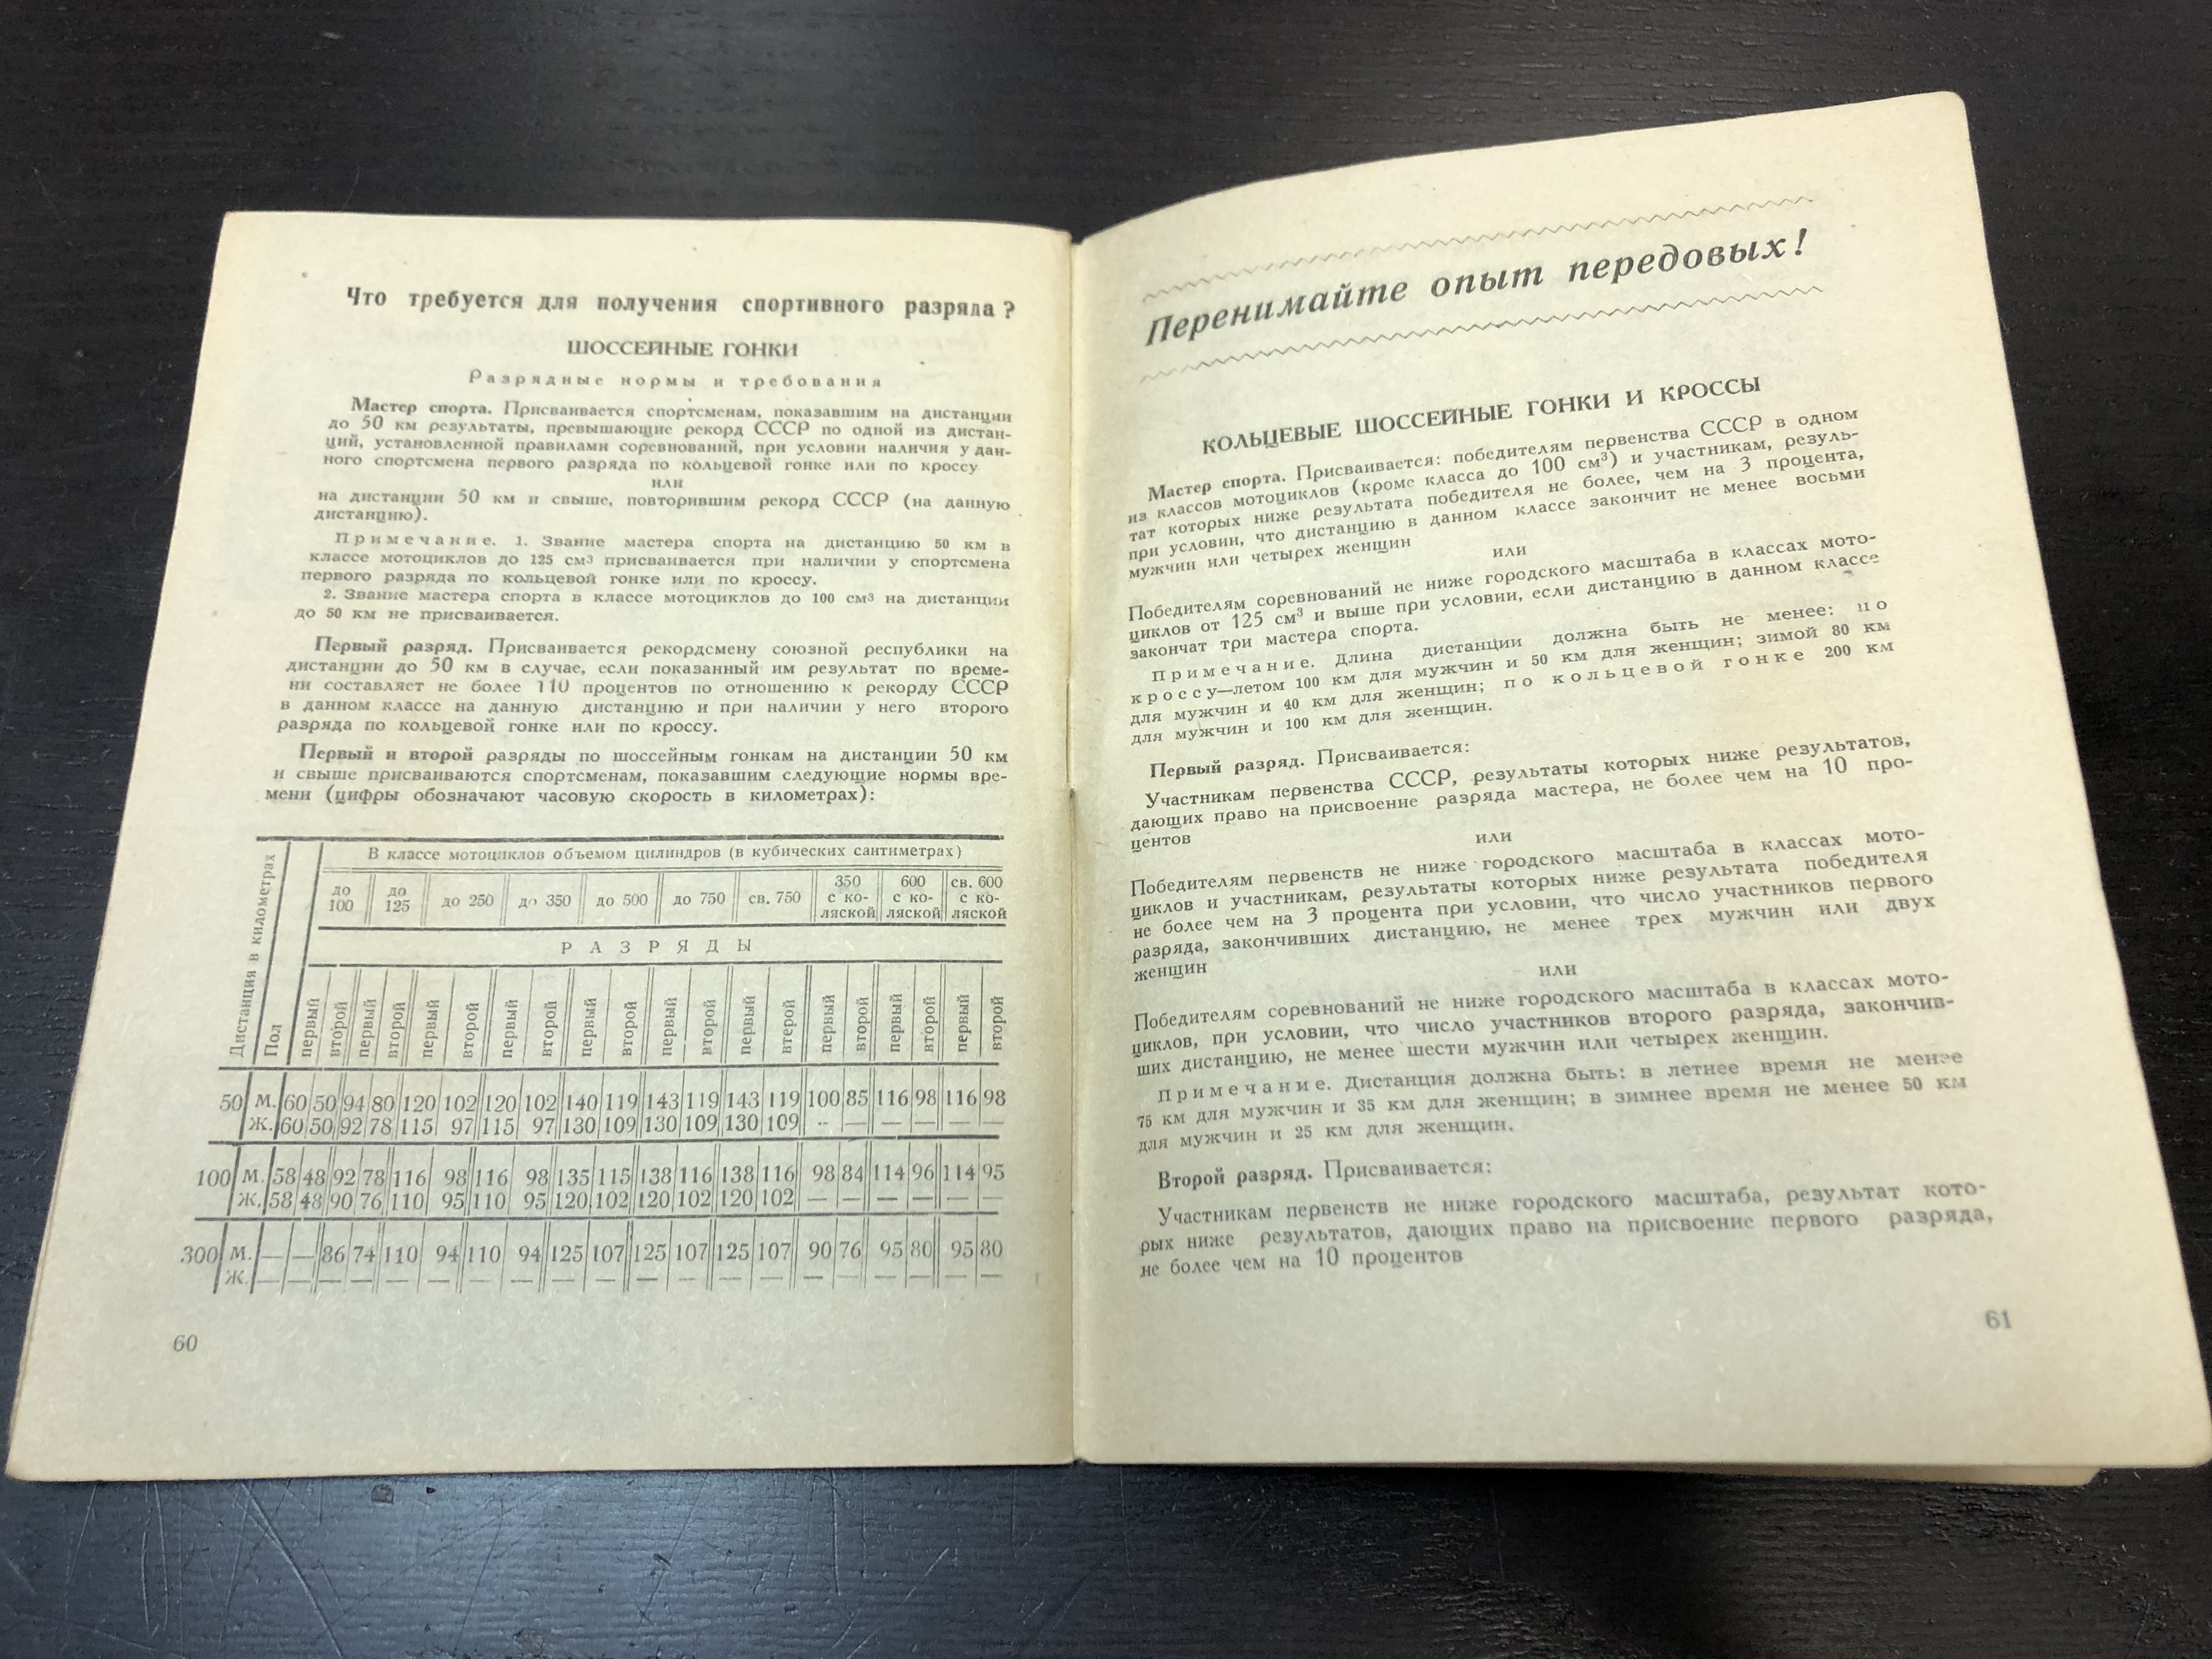 Что требуется для получения спортивного разряда?
ШОССЕЙНЫЕ ГОНКИ
Разрядные нормы и требования
Мастер спорта. Присваивается спортсменам, показавшим на дистанции
до 50 км результаты, превышающие рекорд СССР по одной из дистан-
ций, установленной правилами соревнований, при условии наличия у дан-
ного спортсмена первого разряда по кольцевой гонке или по кроссу
или
на дистанции 50 км и свыше, повторившим рекорд СССР (на данную
дистанцию).
Примечание. 1. Звание мастера спорта на дистанцию 50 км в
классе мотоциклов до 125 см³ присваивается при наличии у спортсмена
первого разряда по кольцевой гонке или по кроссу.
2. Звание мастера спорта в классе мотоциклов до 100 см³ на дистанции
до 50 км не присваивается.
Первый разряд. Присваивается рекордсмену союзной республики на
дистанции до 50 км в случае, если показанный им результат по време-
ни составляет не более 110 процентов по отношению к рекорду СССР
в данном классе на данную дистанцию и при наличии у него второго
разряда по кольцевой гонке или по кроссу.
Первый и второй разряды по шоссейным гонкам на дистанции 50 км
и свыше присваиваются спортсменам, показавшим следующие нормы вре-
мени (цифры обозначают часовую скорость в километрах):
Дистанция в километрах
Пол
В классе мотоциклов объемом цилиндров (в кубических сантиметрах)
до 100 до 125 до 250 до 350 до 500 до 750 св. 750 350 с ко-ляской 600 с ко-ляской св. 600 с ко-ляской
РАЗРЯДЫ
первый второй первый второй первый второй первый второй первый второй первый второй первый второй первый второй первый второй первый второй
50 м. 60 50 94 80 120 102 120 102 140 119 143 119 143 119 100 85 116 98 116 98
ж. 60 50 92 78 115 97 115 97 130 109 130 109 130 109 — — — — — —
100 м. 58 48 92 78 116 98 116 98 135 115 138 116 138 116 98 84 114 96 114 95
ж. 58 48 90 76 110 95 110 95 120 102 120 102 120 102 — — — — — —
300 м. — — 86 74 110 94 110 94 125 107 125 107 125 107 90 76 95 80 95 80
ж. — — — — — — — — — — — — — — — — — — — —
60
Перенимайте опыт передовых!
КОЛЬЦЕВЫЕ ШОССЕЙНЫЕ ГОНКИ И КРОССЫ
Мастер спорта. Присваивается: победителям первенства СССР в одном
из классов мотоциклов (кроме класса до 100 см³) и участникам, резуль-
тат которых ниже результата победителя не более, чем на 3 процента,
при условии, что дистанцию в данном классе закончит не менее восьми
мужчин или четырех женщин
или
Победителям соревнований не ниже городского масштаба в классах мото-
циклов от 125 см³ и выше при условии, если дистанцию в данном классе
закончат три мастера спорта.
Примечание. Длина дистанции должна быть не менее: по
кроссу—летом 100 км для мужчин и 50 км для женщин; зимой 80 км
для мужчин и 40 км для женщин; по кольцевой гонке 200 км
для мужчин и 100 км для женщин.
Первый разряд. Присваивается:
Участникам первенства СССР, результаты которых ниже результатов,
дающих право на присвоение разряда мастера, не более чем на 10 про-
центов
или
Победителям первенств не ниже городского масштаба в классах мото-
циклов и участникам, результаты которых ниже результата победителя
не более чем на 3 процента при условии, что число участников первого
разряда, закончивших дистанцию, не менее трех мужчин или двух
женщин
или
Победителям соревнований не ниже городского масштаба в классах мото-
циклов, при условии, что число участников второго разряда, закончив-
ших дистанцию, не менее шести мужчин или четырех женщин.
Примечание. Дистанция должна быть: в летнее время не менее
75 км для мужчин и 35 км для женщин; в зимнее время не менее 50 км
для мужчин и 25 км для женщин.
Второй разряд. Присваивается:
Участникам первенств не ниже городского масштаба, результат кото-
рых ниже результатов, дающих право на присвоение первого разряда,
не более чем на 10 процентов
61